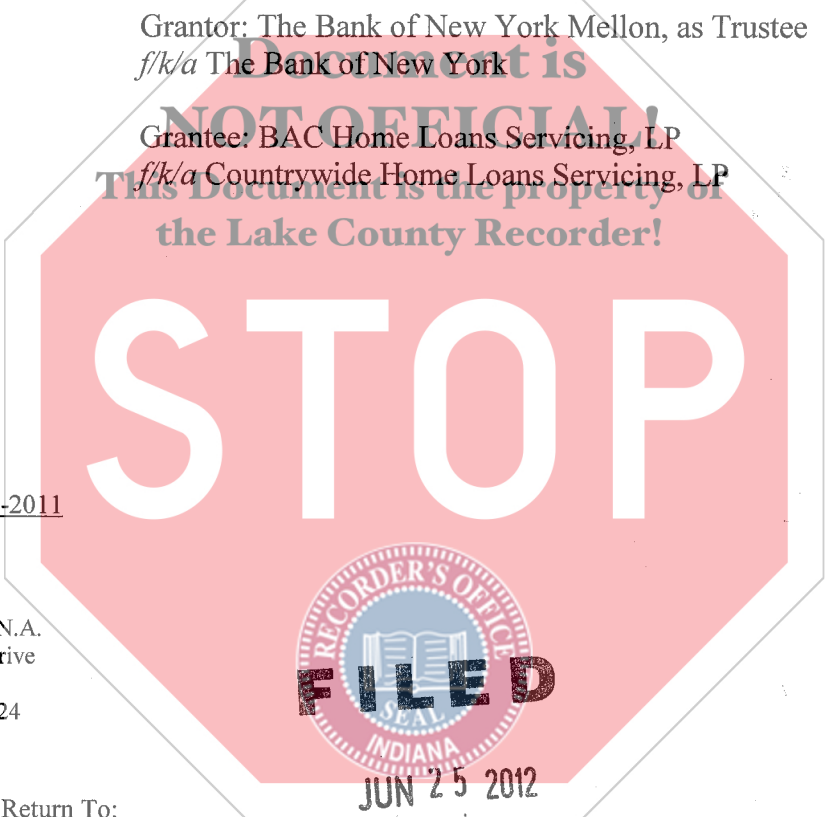 Grantor: The Bank of New York Mellon, as Trustee
f/k/a The Bank of New York
Document is
NOT OFFICIAL!
Grantee: BAC Home Loans Servicing, LP
f/k/a Countrywide Home Loans Servicing, LP
This Document is the property of
the Lake County Recorder!
STOP
-2011
RECORDER'S OFFICE
N.A.
rive
FILED
24
SEAL
INDIANA
JUN 25 2012
Return To: